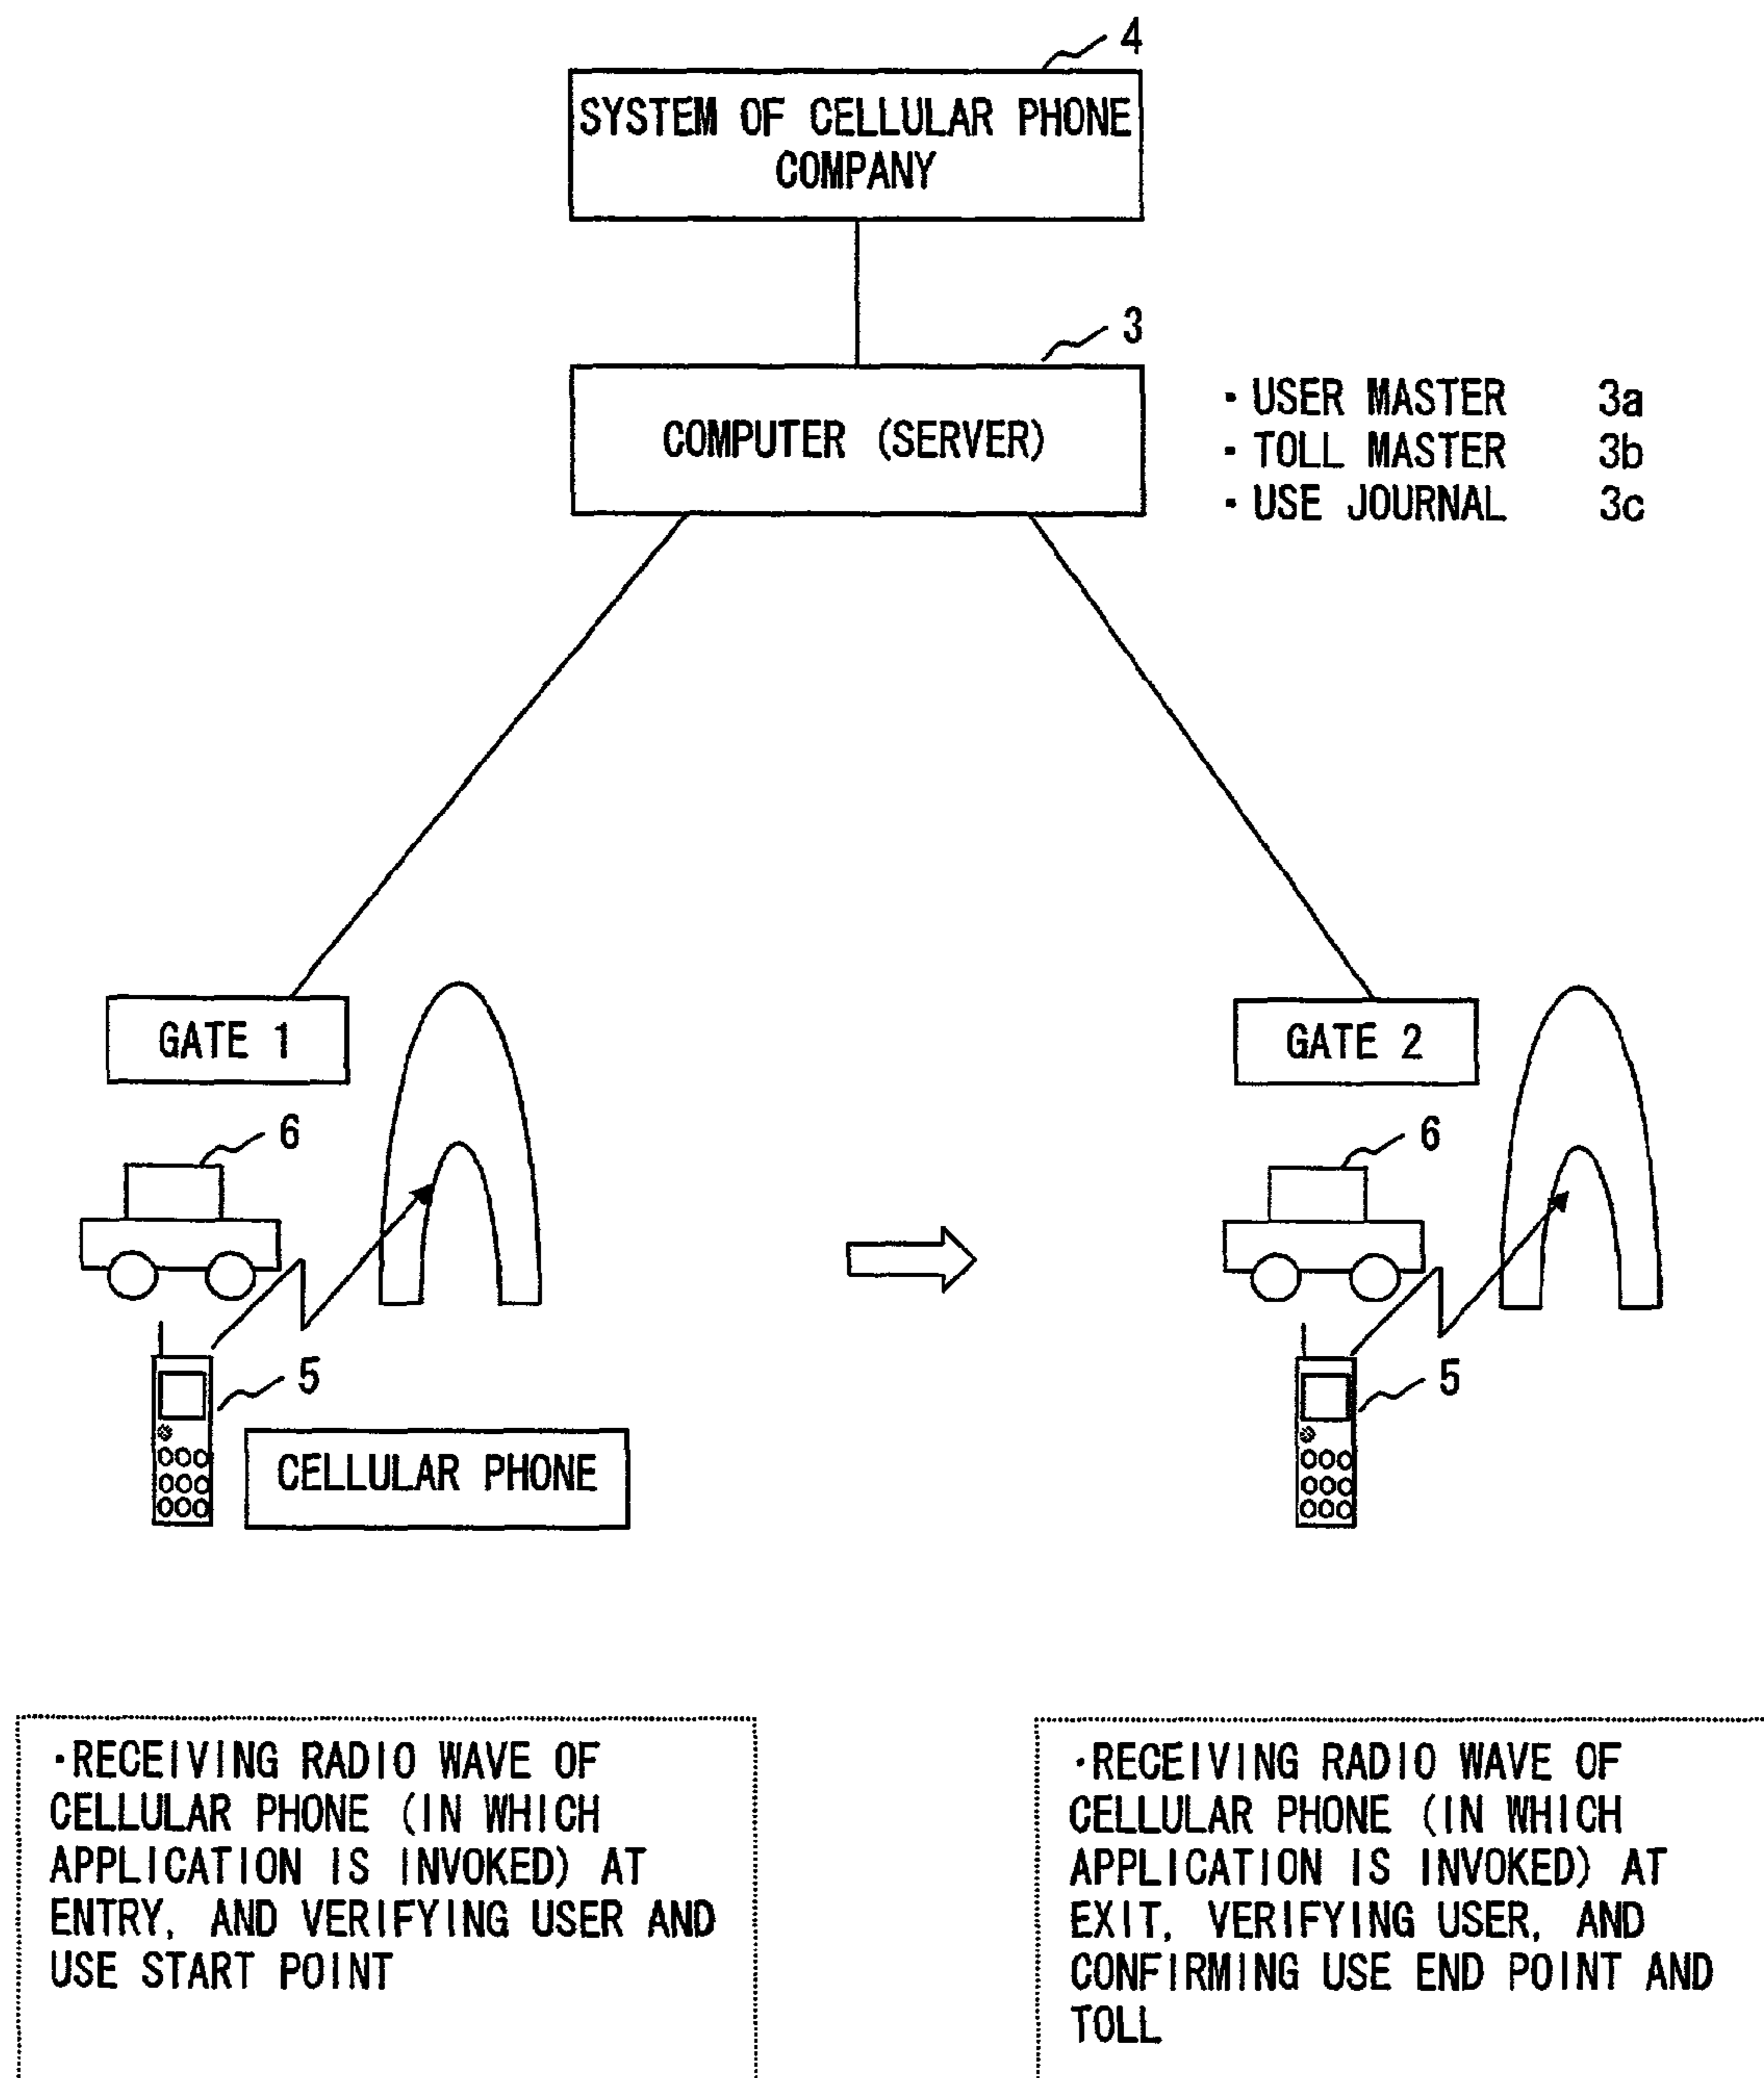 4
SYSTEM OF CELLULAR PHONE
COMPANY
3
COMPUTER (SERVER)
・USER MASTER 3a
・TOLL MASTER 3b
・USE JOURNAL 3c
GATE 1
GATE 2
6
6
5
5
CELLULAR PHONE
・RECEIVING RADIO WAVE OF
CELLULAR PHONE (IN WHICH
APPLICATION IS INVOKED) AT
ENTRY, AND VERIFYING USER AND
USE START POINT
・RECEIVING RADIO WAVE OF
CELLULAR PHONE (IN WHICH
APPLICATION IS INVOKED) AT
EXIT, VERIFYING USER, AND
CONFIRMING USE END POINT AND
TOLL